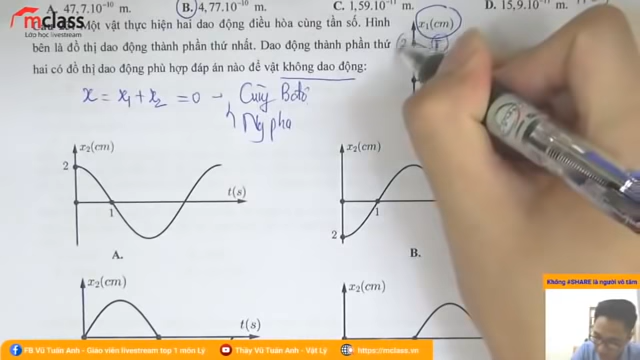 A. 47,7.10⁻¹⁰ m. B. 4,77.10⁻¹⁰ m. C. 1,59.10⁻¹¹ m. D. 15,9.10⁻¹⁰ m.
mclass
Lớp học livestream
Một vật thực hiện hai dao động điều hòa cùng tần số. Hình
bên là đồ thị dao động thành phần thứ nhất. Dao động thành phần thứ
hai có đồ thị dao động phù hợp đáp án nào để vật không dao động:
x₁(cm)
x = x₁ + x₂ = 0 → Cùng Bđộ
Ng pha
x₂(cm)
2
t(s)
1
A.
x₂(cm)
1
2
B.
x₂(cm)
t(s)
x₂(cm)
Không #SHARE là người vô tâm
FB Vũ Tuấn Anh - Giáo viên livestream top 1 môn Lý
Thầy Vũ Tuấn Anh - Vật Lý
https://mclass.vn